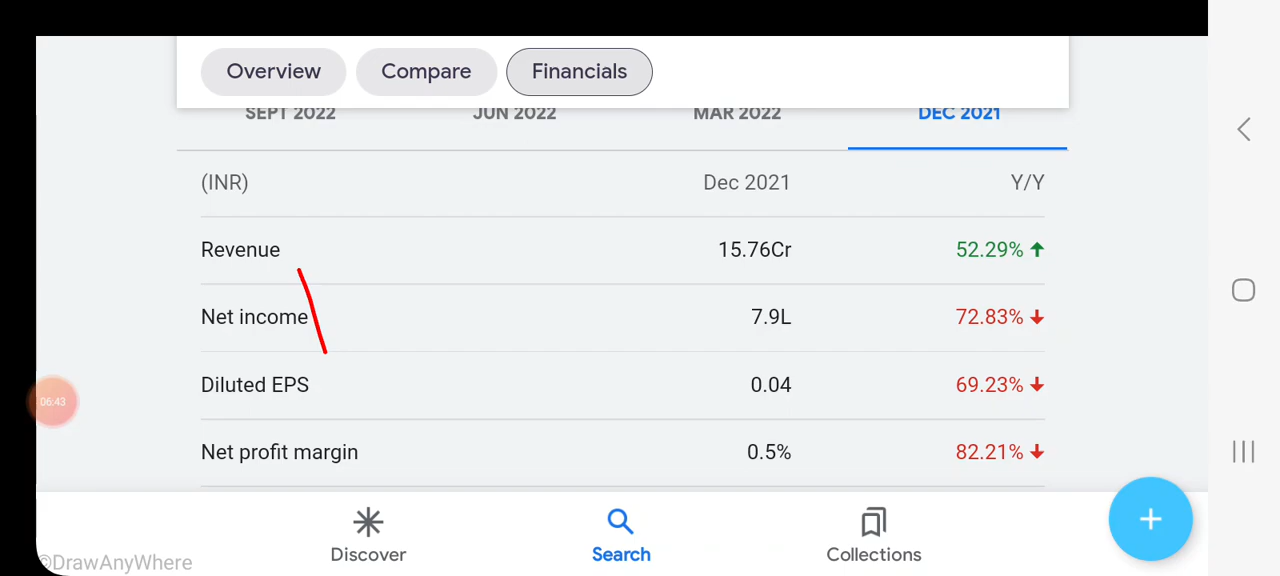 Overview Compare Financials
SEPT 2022 JUN 2022 MAR 2022 DEC 2021
(INR) Dec 2021 Y/Y
Revenue 15.76Cr 52.29%
Net income 7.9L 72.83%
Diluted EPS 0.04 69.23%
Net profit margin 0.5% 82.21%
06:43
Discover Search Collections
©DrawAnyWhere